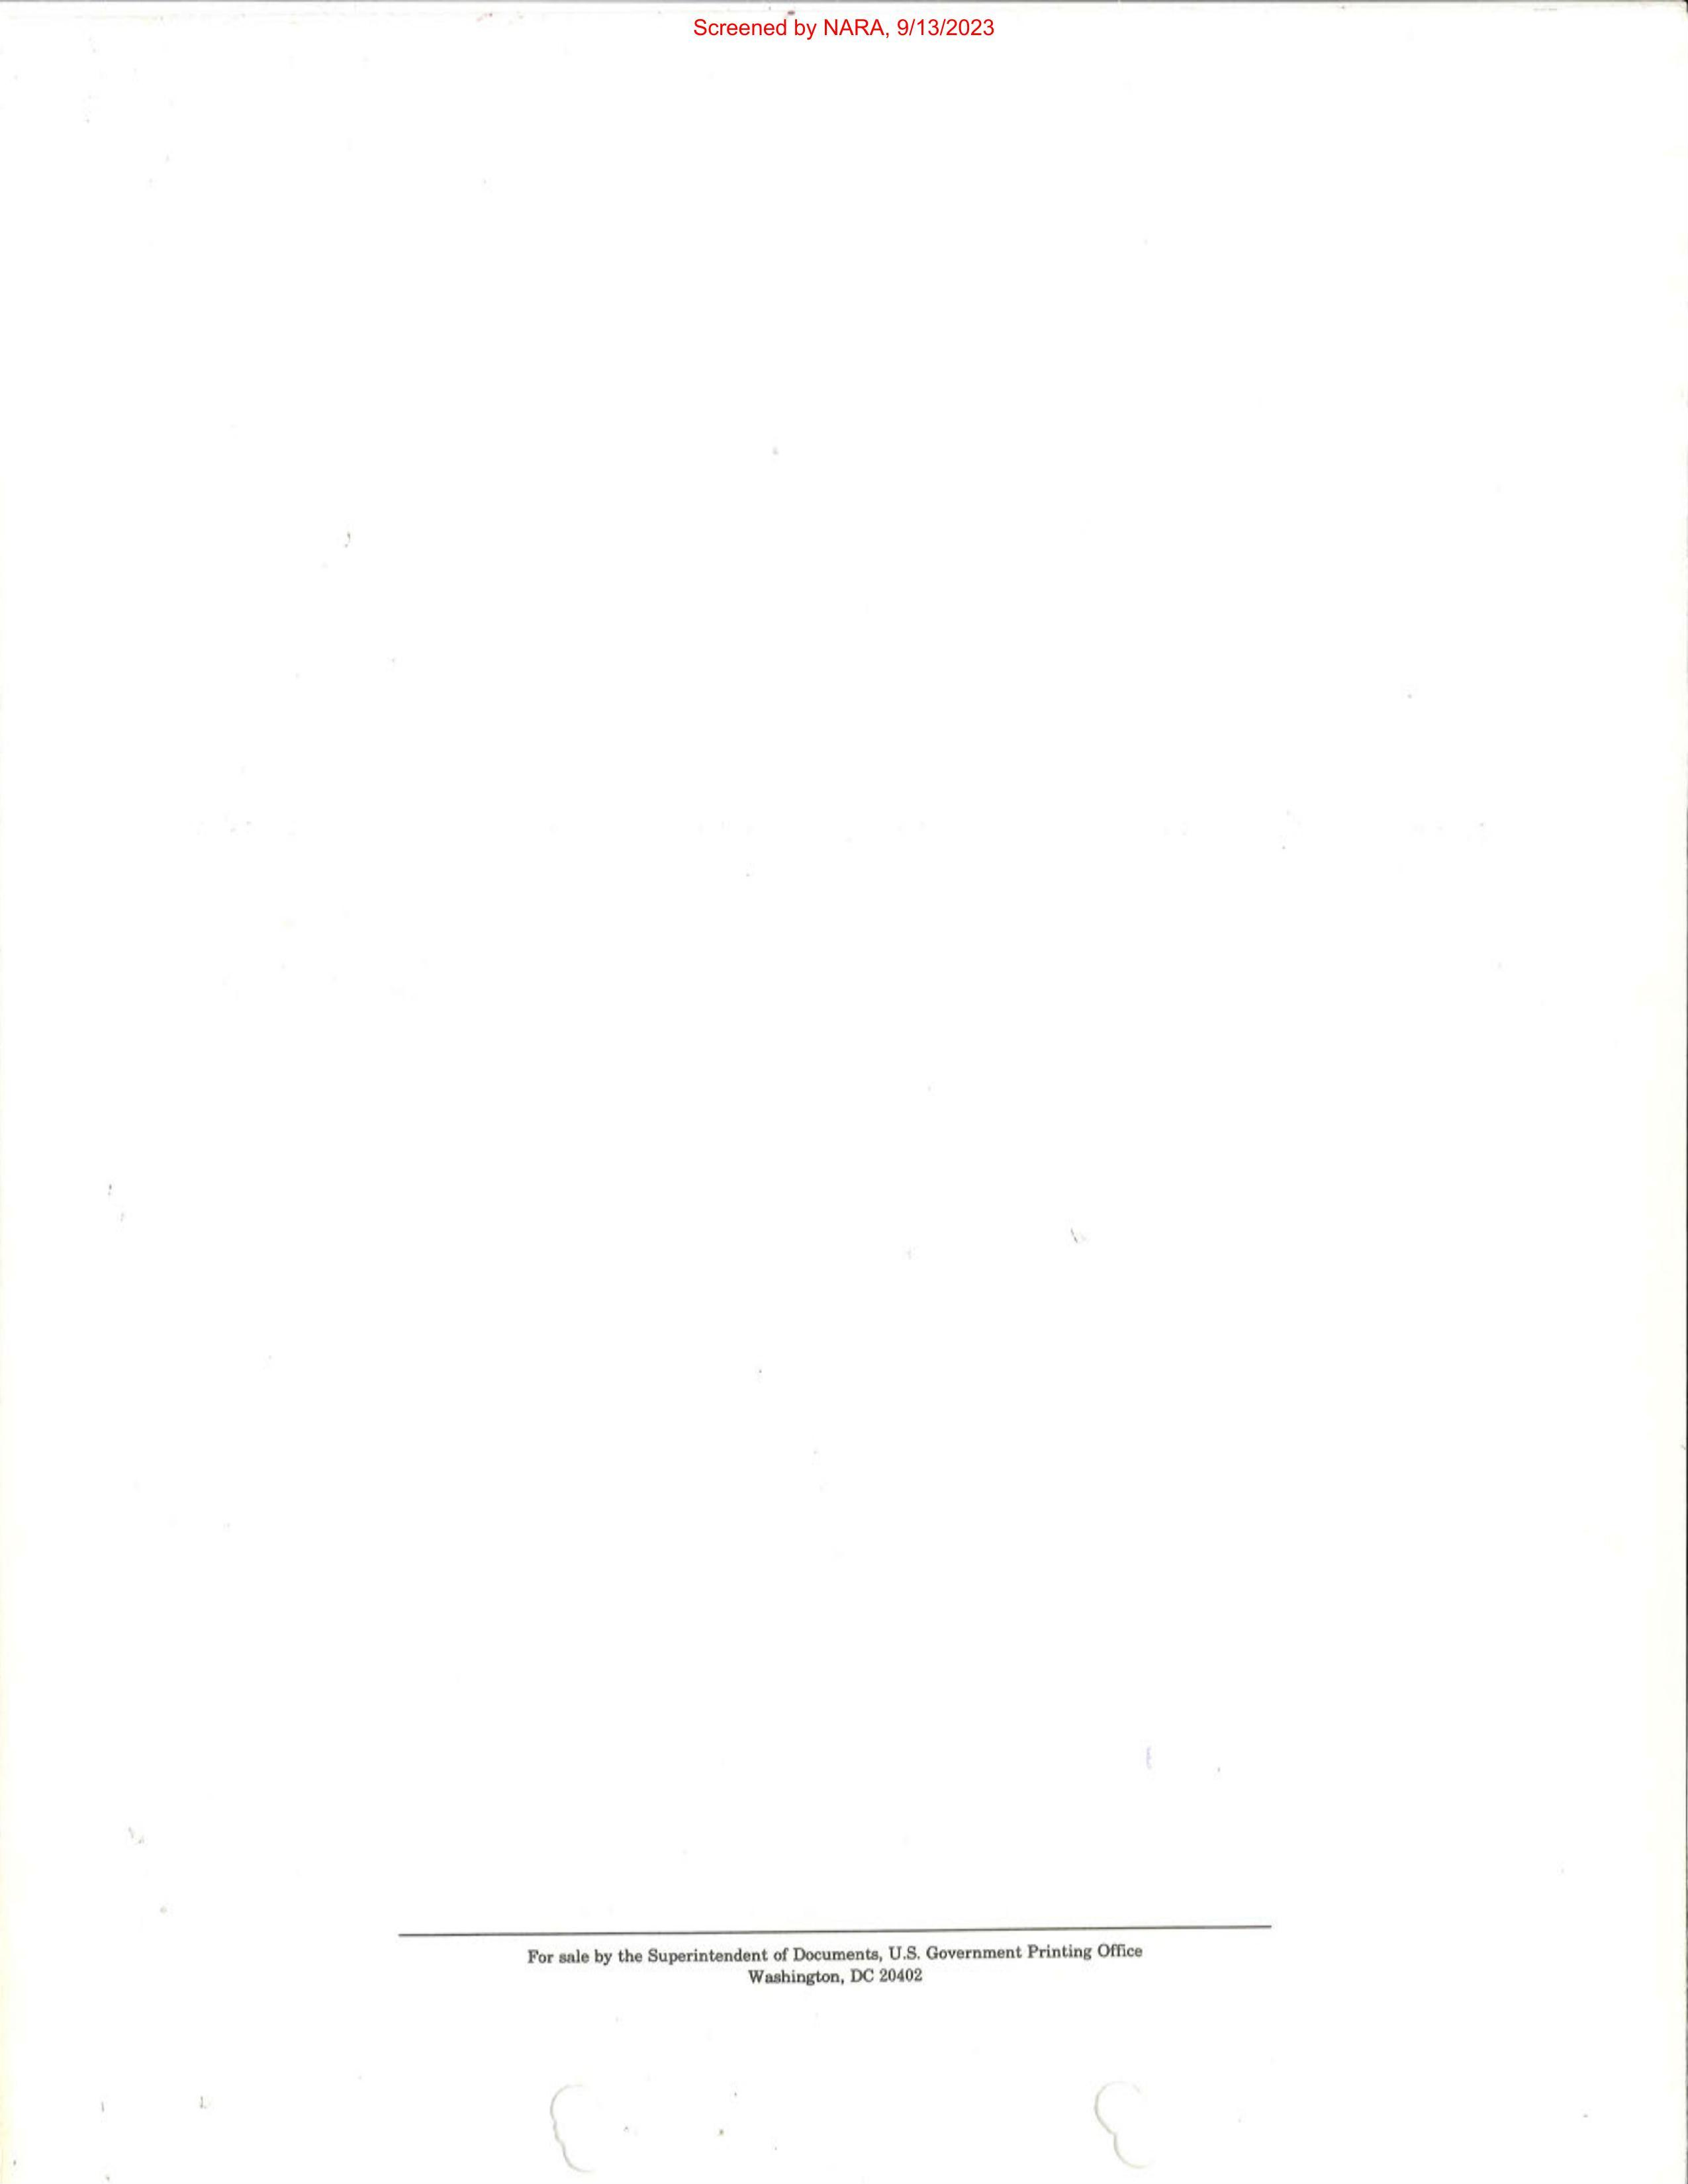 Screened by NARA, 9/13/2023
For sale by the Superintendent of Documents, U.S. Government Printing Office
Washington, DC 20402